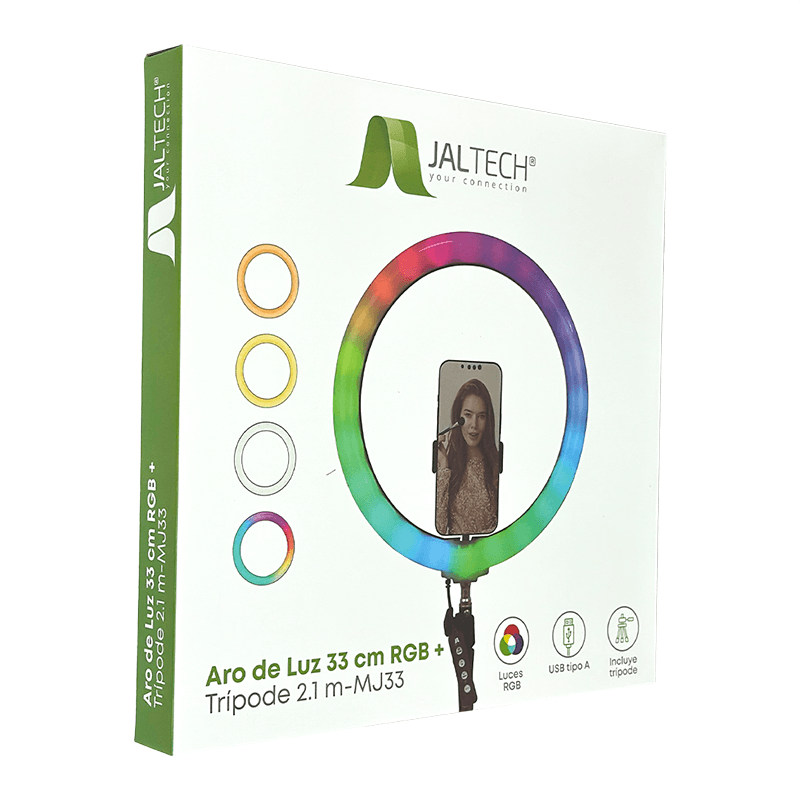 JALTECH®
your connection
Aro de Luz 33 cm RGB +
Trípode 2.1 m-MJ33
JALTECH®
your connection
Aro de Luz 33 cm RGB +
Trípode 2.1 m-MJ33
Luces
RGB
USB tipo A
Incluye
trípode